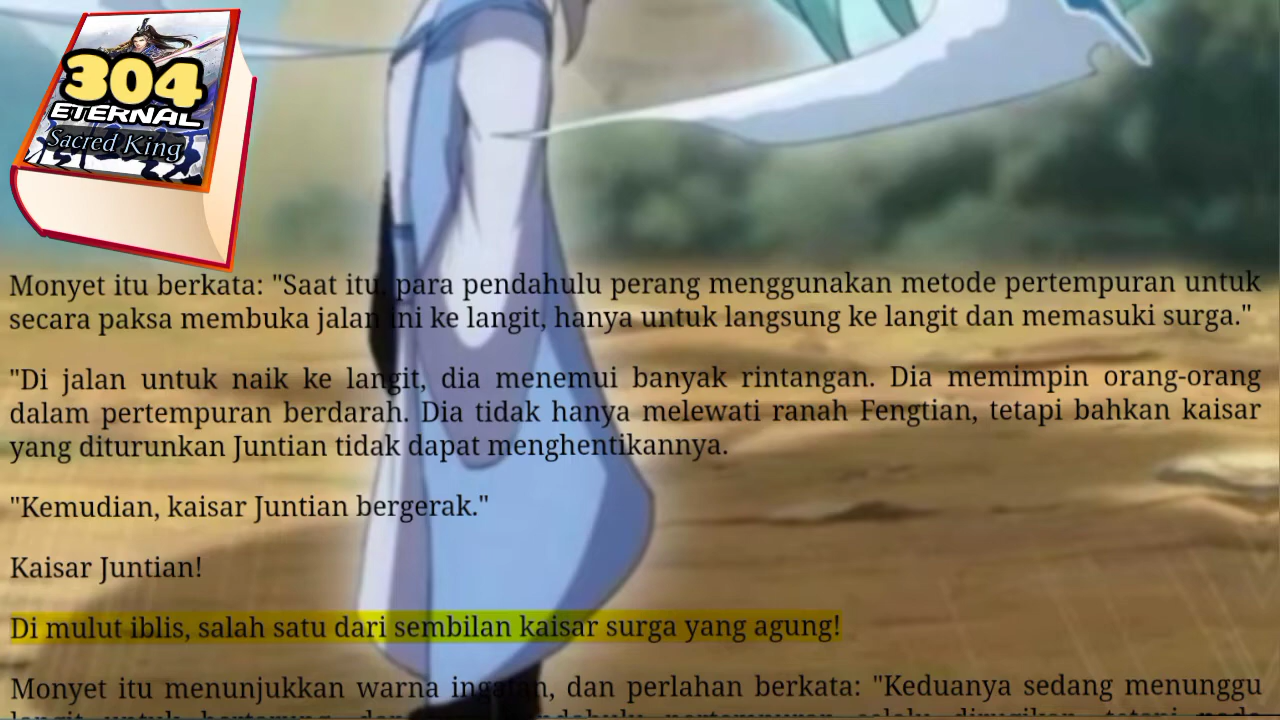 304
ETERNAL
Sacred King
Monyet itu berkata: "Saat itu, para pendahulu perang menggunakan metode pertempuran untuk
secara paksa membuka jalan ini ke langit, hanya untuk langsung ke langit dan memasuki surga."
"Di jalan untuk naik ke langit, dia menemui banyak rintangan. Dia memimpin orang-orang
dalam pertempuran berdarah. Dia tidak hanya melewati ranah Fengtian, tetapi bahkan kaisar
yang diturunkan Juntian tidak dapat menghentikannya.
"Kemudian, kaisar Juntian bergerak."
Kaisar Juntian!
Di mulut iblis, salah satu dari sembilan kaisar surga yang agung!
Monyet itu menunjukkan warna ingatan, dan perlahan berkata: "Keduanya sedang menunggu